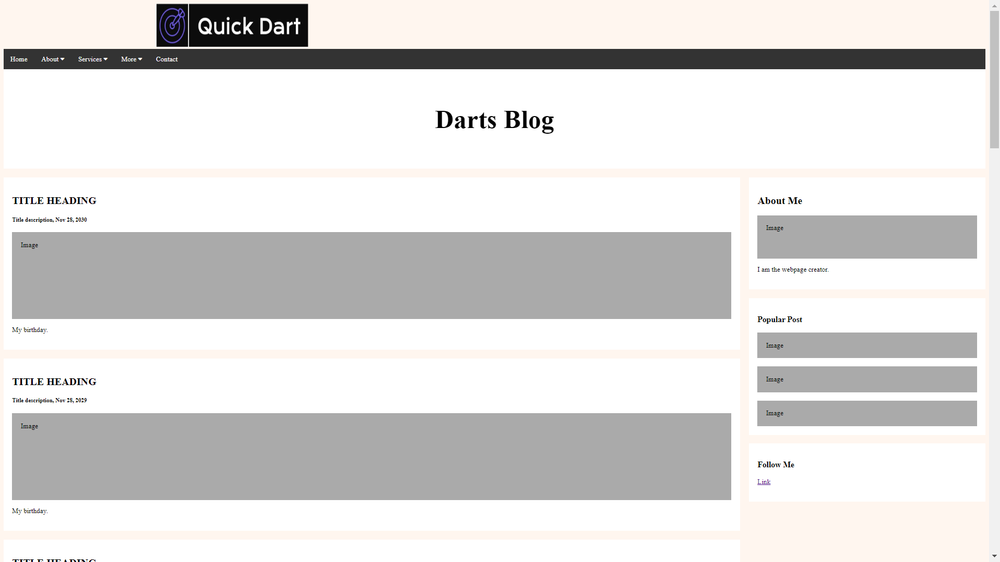 Quick Dart
Home About Services More Contact
Darts Blog
TITLE HEADING
Title description, Nov 28, 2030
Image
My birthday.
TITLE HEADING
Title description, Nov 28, 2029
Image
My birthday.
TITLE HEADING
About Me
Image
I am the webpage creator.
Popular Post
Image
Image
Image
Follow Me
Link